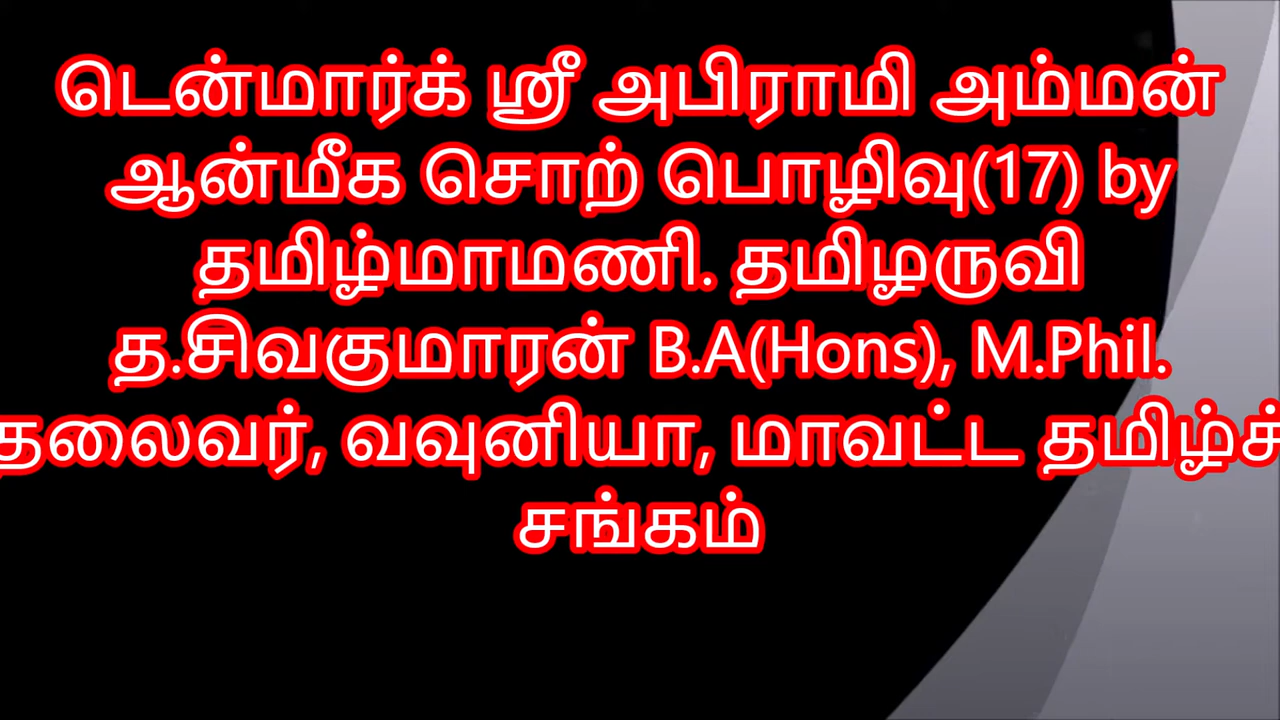 டென்மார்க் ஸ்ரீ அபிராமி அம்மன்
ஆன்மீக சொற் பொழிவு(17) by
தமிழ்மாமணி. தமிழருவி
த.சிவகுமாரன் B.A(Hons), M.Phil.
தலைவர், வவுனியா, மாவட்ட தமிழ்ச்
சங்கம்